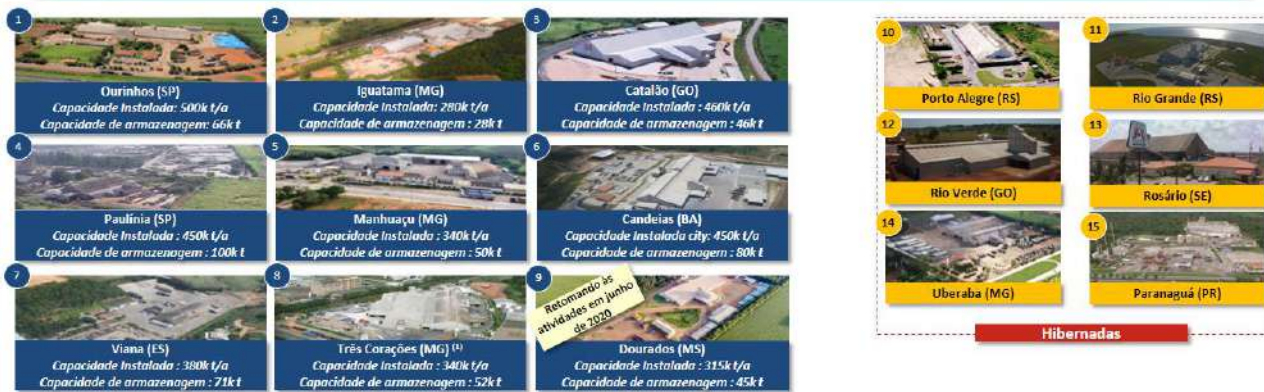 1
Ourinhos (SP)
Capacidade Instalada: 500k t/a
Capacidade de armazenagem: 66k t
2
Iguatama (MG)
Capacidade Instalada: 280k t/a
Capacidade de armazenagem : 28k t
3
Catalão (GO)
Capacidade Instalada : 460k t/a
Capacidade de armazenagem : 46k t
4
Paulínia (SP)
Capacidade Instalada : 450k t/a
Capacidade de armazenagem : 100k t
5
Manhuaçu (MG)
Capacidade Instalada : 340k t/a
Capacidade de armazenagem : 50k t
6
Candeias (BA)
Capacidade Instalada city: 450k t/a
Capacidade de armazenagem : 80k t
7
Viana (ES)
Capacidade Instalada : 380k t/a
Capacidade de armazenagem : 71k t
8
Três Corações (MG) (1)
Capacidade Instalada : 340k t/a
Capacidade de armazenagem : 52k t
9
Retomando às
atividades em junho
de 2020
Dourados (MS)
Capacidade Instalada : 315k t/a
Capacidade de armazenagem : 45k t
10
Porto Alegre (RS)
11
Rio Grande (RS)
12
Rio Verde (GO)
13
Rosário (SE)
14
Uberaba (MG)
15
Paranaguá (PR)
Hibernadas